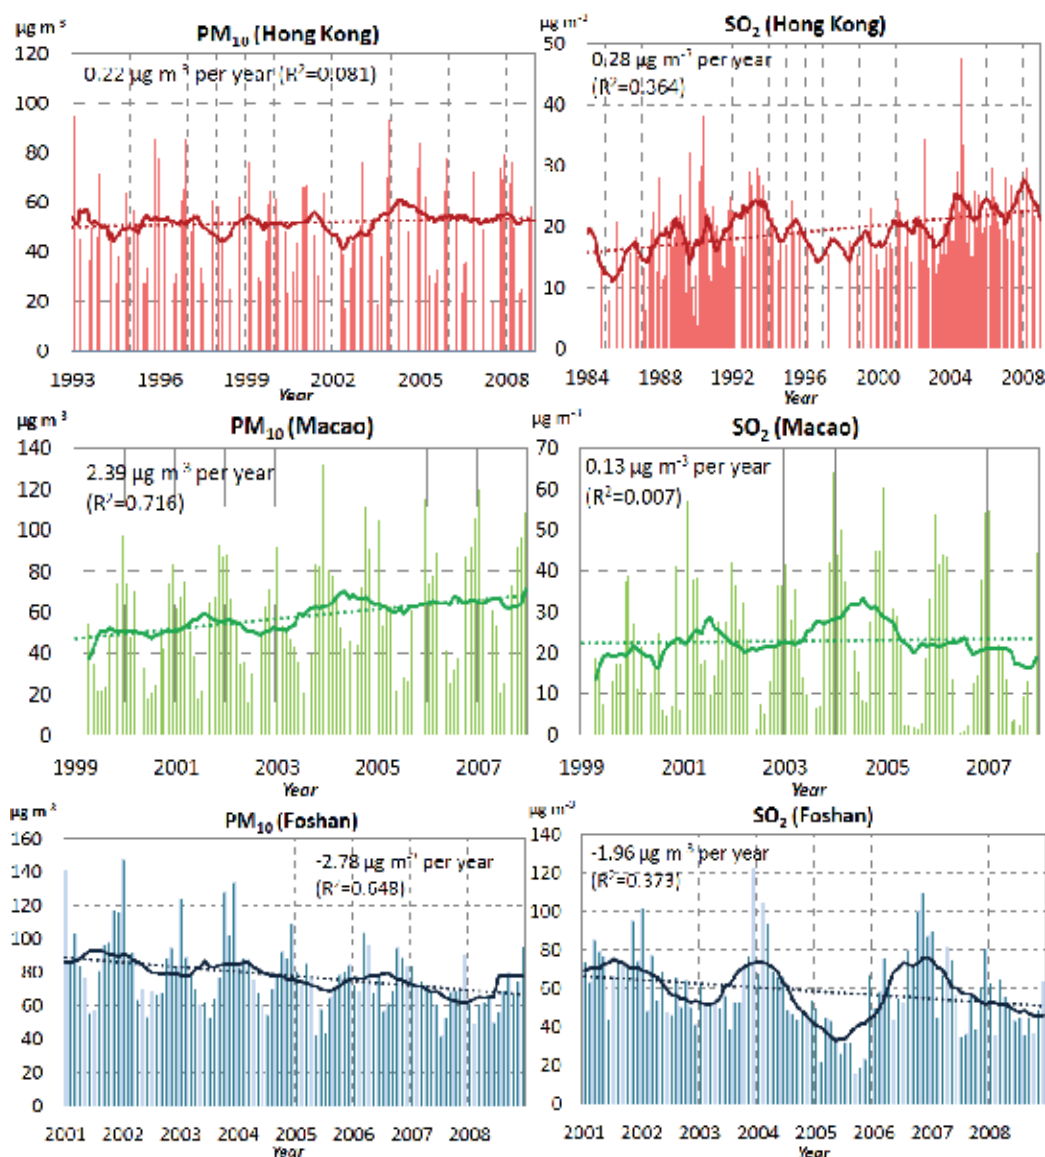 µg m⁻³
PM₁₀ (Hong Kong)
0.22 µg m⁻³ per year (R²=0.081)
120
100
80
60
40
20
0
1993 1996 1999 2002 2005 2008
Year
µg m⁻³
SO₂ (Hong Kong)
0.28 µg m⁻³ per year
(R²=0.364)
50
40
30
20
10
0
1984 1988 1992 1996 2000 2004 2008
Year
µg m⁻³
PM₁₀ (Macao)
2.39 µg m⁻³ per year
(R²=0.716)
140
120
100
80
60
40
20
0
1999 2001 2003 2005 2007
Year
µg m⁻³
SO₂ (Macao)
0.13 µg m⁻³ per year
(R²=0.007)
70
60
50
40
30
20
10
0
1999 2001 2003 2005 2007
Year
µg m⁻³
PM₁₀ (Foshan)
-2.78 µg m⁻³ per year
(R²=0.648)
160
140
120
100
80
60
40
20
0
2001 2002 2003 2004 2005 2006 2007 2008
Year
µg m⁻³
SO₂ (Foshan)
-1.96 µg m⁻³ per year
(R²=0.373)
140
120
100
80
60
40
20
0
2001 2002 2003 2004 2005 2006 2007 2008
Year